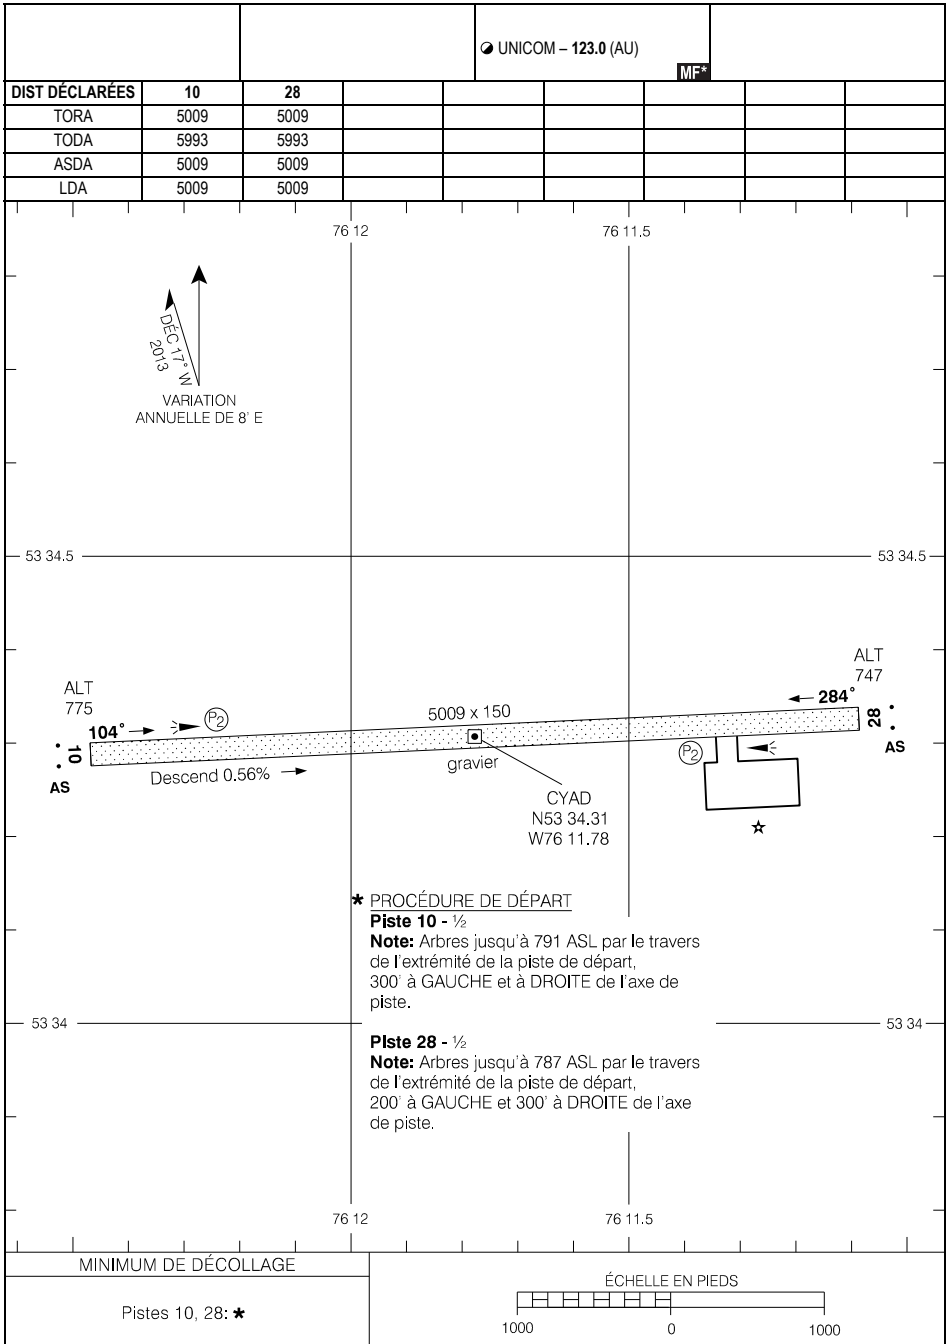 UNICOM – 123.0 (AU)
MF*
DIST DÉCLARÉES 10 28
TORA 5009 5009
TODA 5993 5993
ASDA 5009 5009
LDA 5009 5009
76 12 76 11.5
DÉC 17° W
2013
VARIATION
ANNUELLE DE 8' E
53 34.5 53 34.5
ALT
747
284°
28
AS
ALT
775
104°
P2
10
AS
5009 x 150
gravier
Descend 0.56%
P2
CYAD
N53 34.31
W76 11.78
* PROCÉDURE DE DÉPART
Piste 10 - ½
Note: Arbres jusqu'à 791 ASL par le travers
de l'extrémité de la piste de départ,
300' à GAUCHE et à DROITE de l'axe de
piste.
53 34 53 34
Piste 28 - ½
Note: Arbres jusqu'à 787 ASL par le travers
de l'extrémité de la piste de départ,
200' à GAUCHE et 300' à DROITE de l'axe
de piste.
76 12 76 11.5
MINIMUM DE DÉCOLLAGE
Pistes 10, 28: *
ÉCHELLE EN PIEDS
1000 0 1000